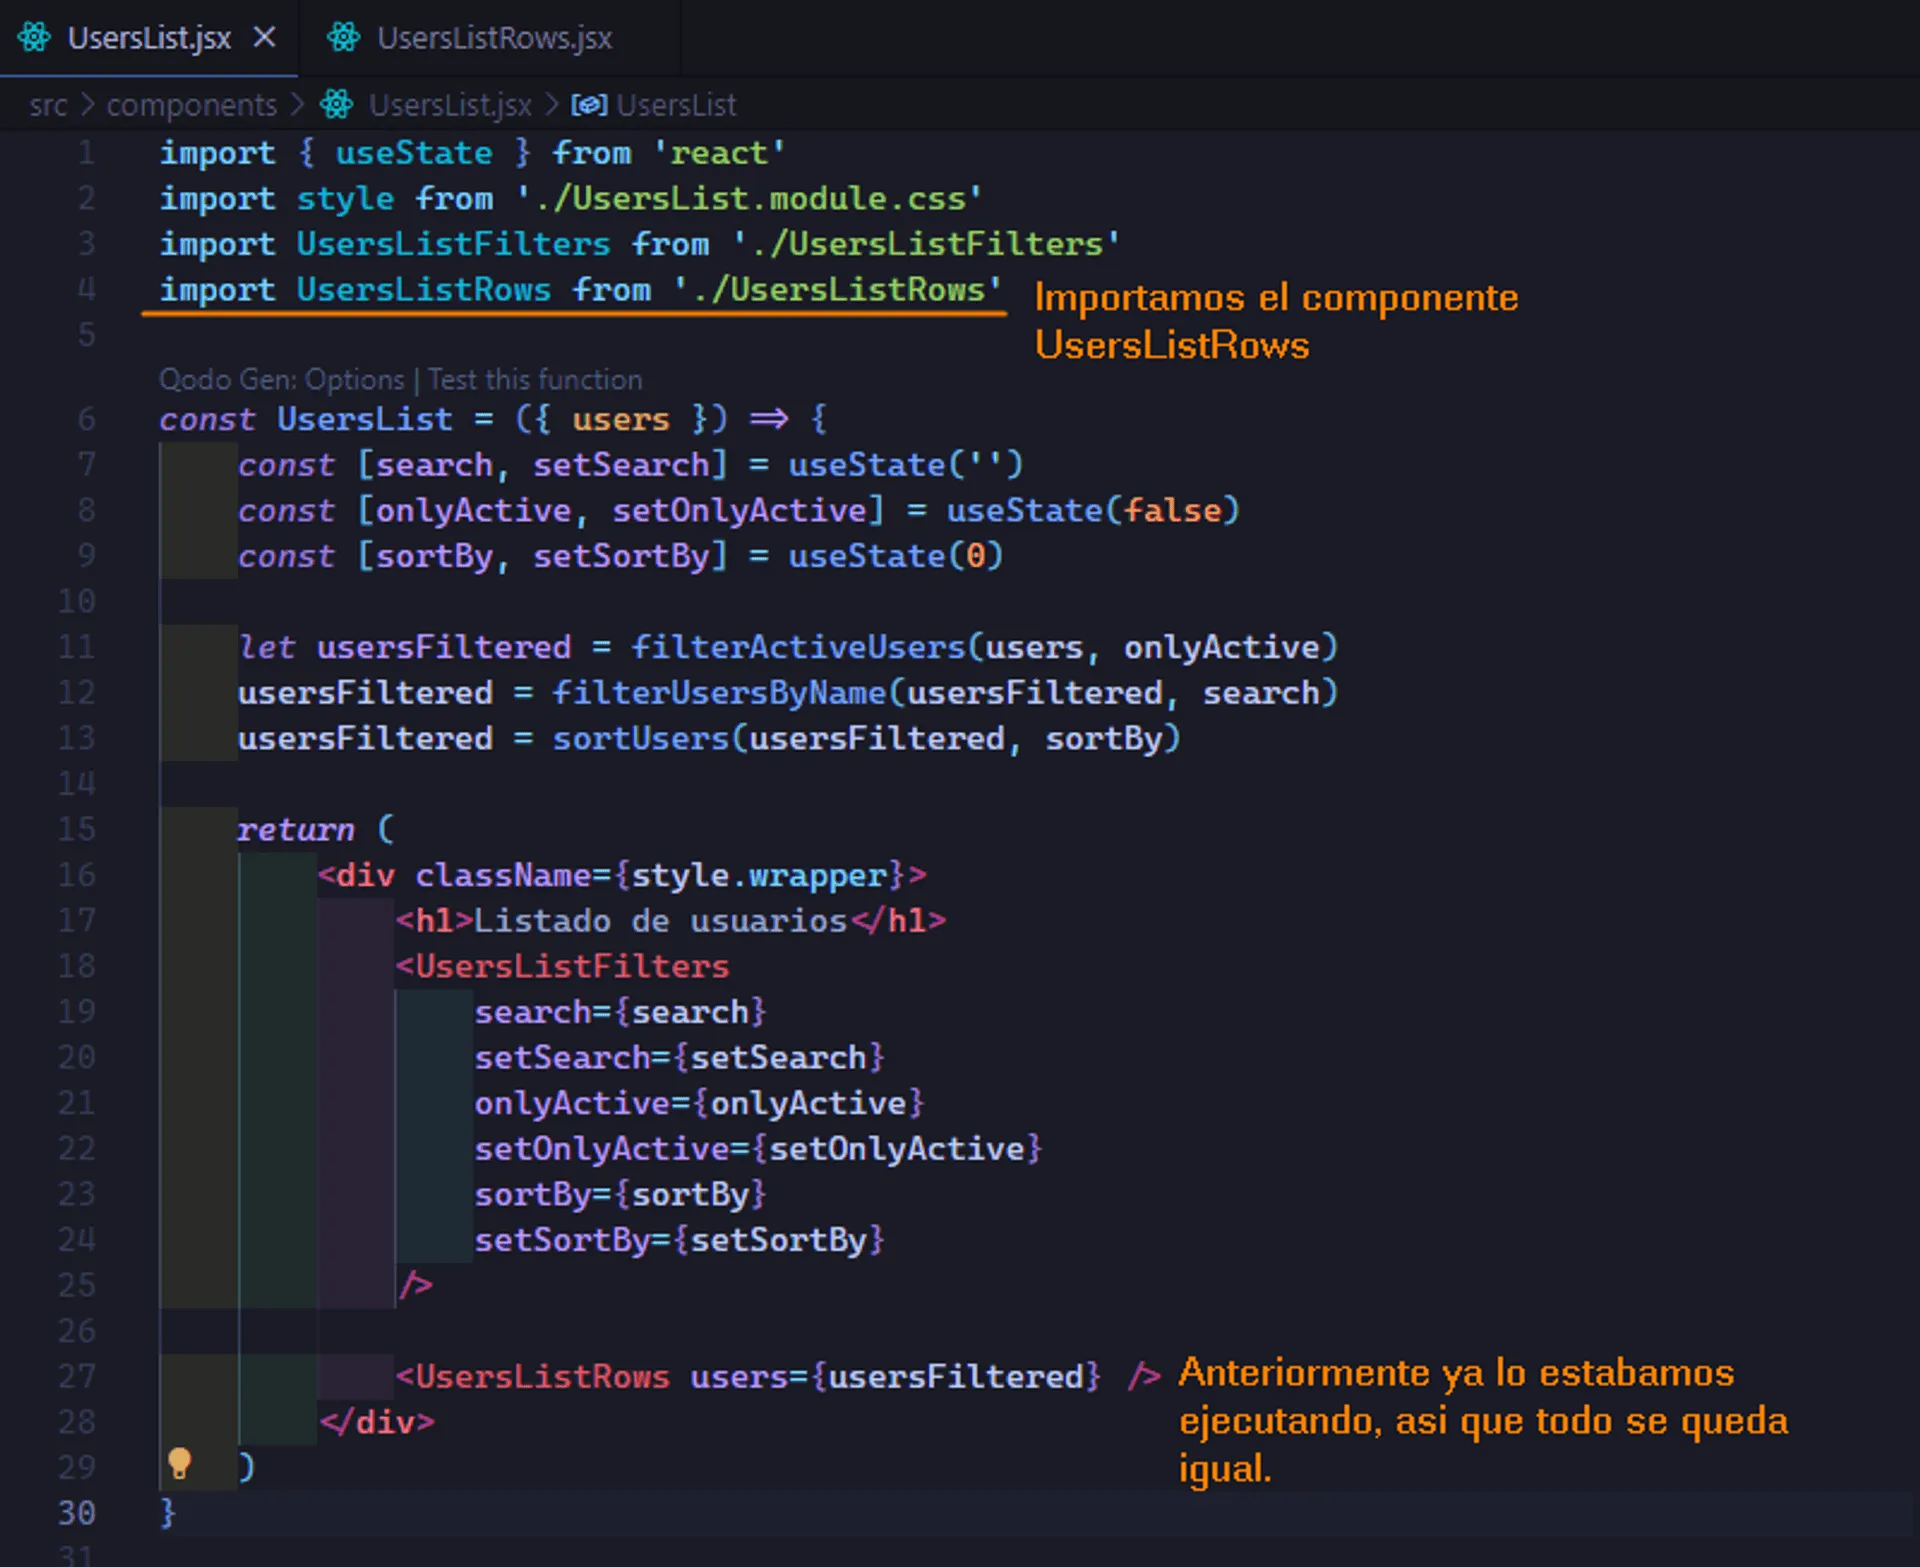 UsersList.jsx ✕ UsersListRows.jsx
src > components > UsersList.jsx > UsersList
1 import { useState } from 'react'
2 import style from './UsersList.module.css'
3 import UsersListFilters from './UsersListFilters'
4 import UsersListRows from './UsersListRows'
Importamos el componente
UsersListRows
5
Qodo Gen: Options | Test this function
6 const UsersList = ({ users }) => {
7 const [search, setSearch] = useState('')
8 const [onlyActive, setOnlyActive] = useState(false)
9 const [sortBy, setSortBy] = useState(0)
10
11 let usersFiltered = filterActiveUsers(users, onlyActive)
12 usersFiltered = filterUsersByName(usersFiltered, search)
13 usersFiltered = sortUsers(usersFiltered, sortBy)
14
15 return (
16 <div className={style.wrapper}>
17 <h1>Listado de usuarios</h1>
18 <UsersListFilters
19 search={search}
20 setSearch={setSearch}
21 onlyActive={onlyActive}
22 setOnlyActive={setOnlyActive}
23 sortBy={sortBy}
24 setSortBy={setSortBy}
25 />
26
27 <UsersListRows users={usersFiltered} />
Anteriormente ya lo estabamos
ejecutando, asi que todo se queda
igual.
28 </div>
29 )
30 }
31